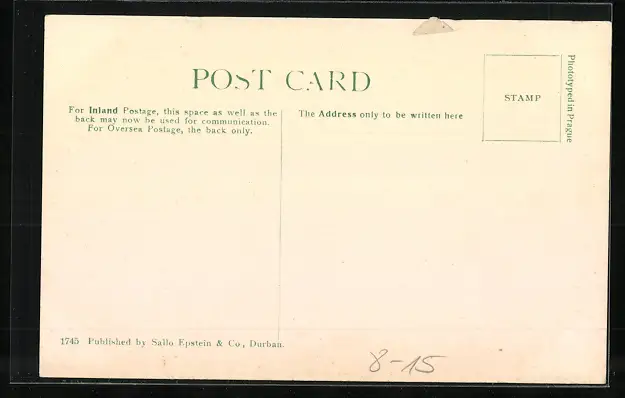 POST CARD
For Inland Postage, this space as well as the
back may now be used for communication.
For Oversea Postage, the back only.
The Address only to be written here
STAMP
Phototyped in Prague
1745 Published by Sallo Epstein & Co., Durban.
8-15